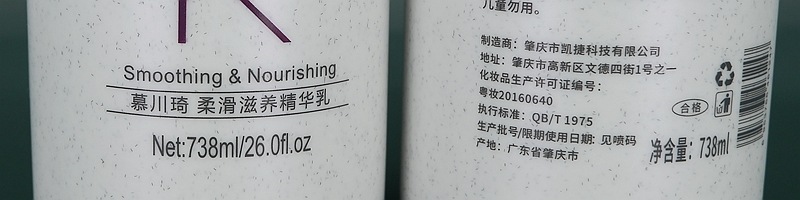 Smoothing & Nourishing
慕川琦 柔滑滋养精华乳
Net:738ml/26.0fl.oz
儿童勿用。
制造商：肇庆市凯捷科技有限公司
地址：肇庆市高新区文德四街1号之一
化妆品生产许可证编号：
粤妆20160640
执行标准：QB/T 1975
生产批号/限期使用日期：见喷码
产地：广东省肇庆市
合格
净含量：738ml